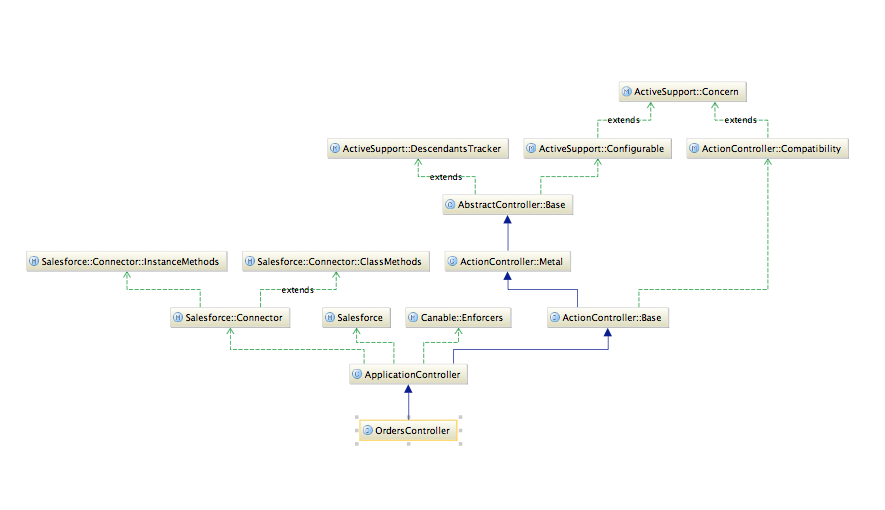 ActiveSupport::Concern
extends
extends
ActiveSupport::DescendantsTracker
ActiveSupport::Configurable
ActionController::Compatibility
extends
AbstractController::Base
Salesforce::Connector::InstanceMethods
Salesforce::Connector::ClassMethods
ActionController::Metal
extends
Salesforce::Connector
Salesforce
Canable::Enforcers
ActionController::Base
ApplicationController
OrdersController